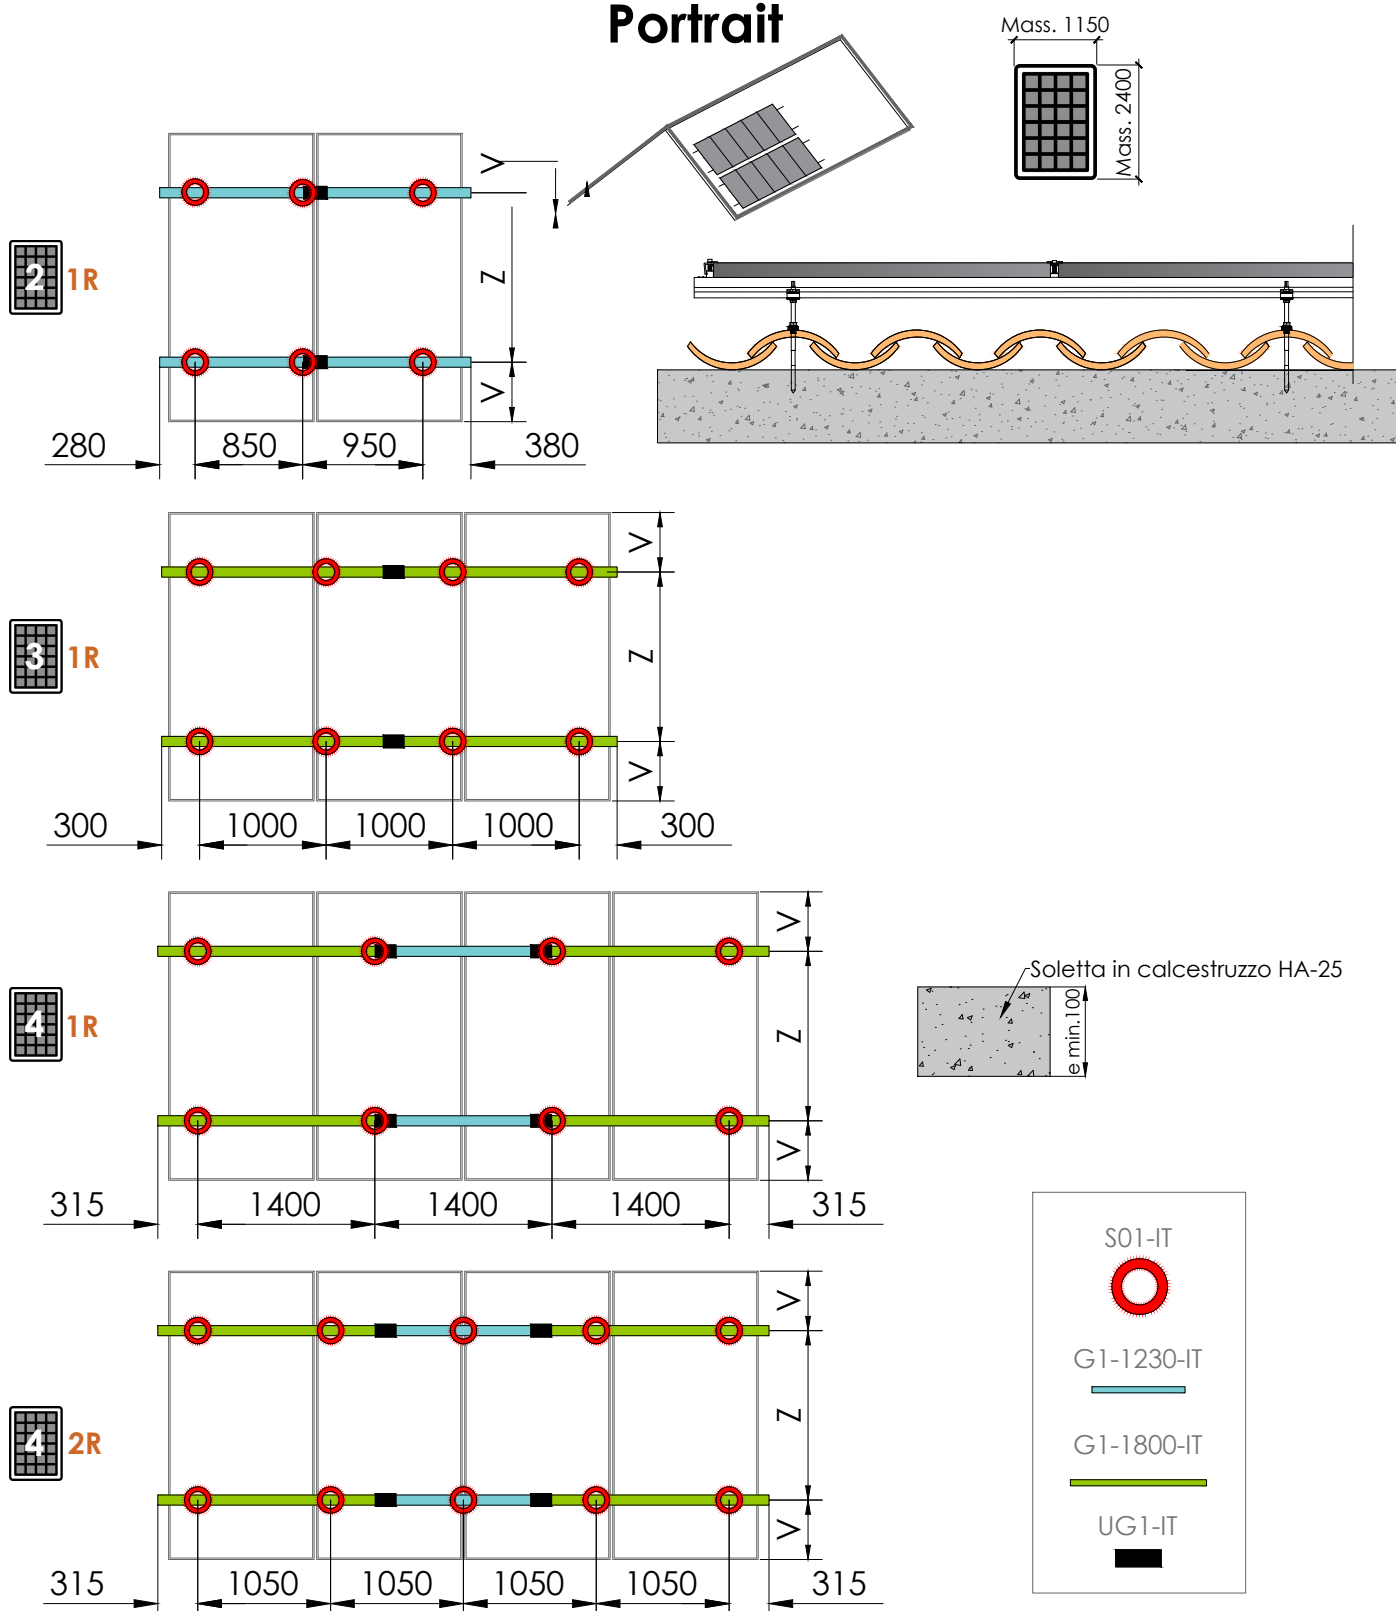 Portrait
Mass. 1150
Mass. 2400
2 1R
V
Z
V
280 850 950 380
3 1R
V
Z
V
300 1000 1000 1000 300
4 1R
V
Z
V
315 1400 1400 1400 315
Soletta in calcestruzzo HA-25
e min.100
4 2R
V
Z
V
315 1050 1050 1050 1050 315
S01-IT
G1-1230-IT
G1-1800-IT
UG1-IT